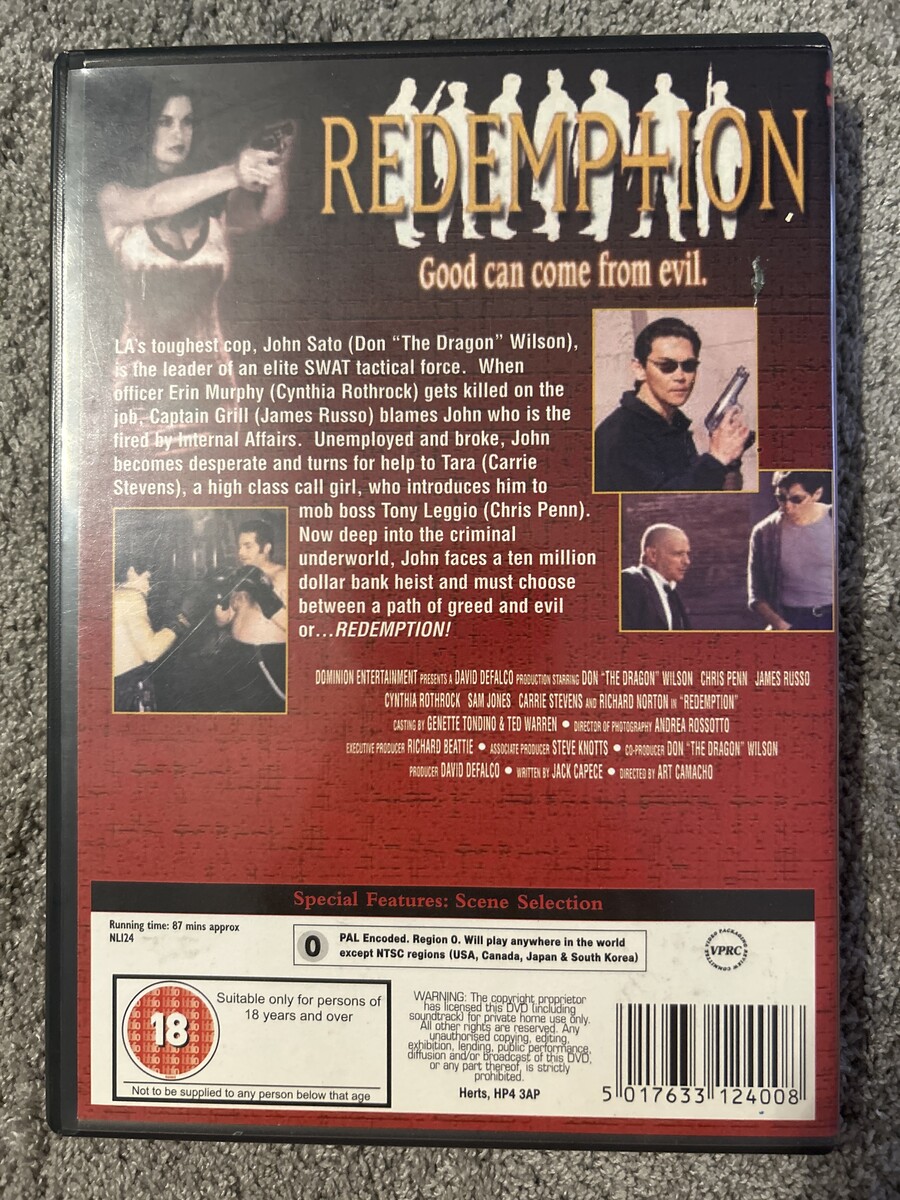 REDEMPTION
Good can come from evil.
LA's toughest cop, John Sato (Don "The Dragon" Wilson),
is the leader of an elite SWAT tactical force. When
officer Erin Murphy (Cynthia Rothrock) gets killed on the
job, Captain Grill (James Russo) blames John who is the
fired by Internal Affairs. Unemployed and broke, John
becomes desperate and turns for help to Tara (Carrie
Stevens), a high class call girl, who introduces him to
mob boss Tony Leggio (Chris Penn).
Now deep into the criminal
underworld, John faces a ten million
dollar bank heist and must choose
between a path of greed and evil
or...REDEMPTION!
DOMINION ENTERTAINMENT PRESENTS A DAVID DEFALCO PRODUCTION STARRING DON "THE DRAGON" WILSON CHRIS PENN JAMES RUSSO
CYNTHIA ROTHROCK SAM JONES CARRIE STEVENS AND RICHARD NORTON IN "REDEMPTION"
CASTING BY GENETTE TONDINO & TED WARREN • DIRECTOR OF PHOTOGRAPHY ANDREA ROSSOTTO
EXECUTIVE PRODUCER RICHARD BEATTIE • ASSOCIATE PRODUCER STEVE KNOTTS • CO-PRODUCER DON "THE DRAGON" WILSON
PRODUCER DAVID DEFALCO • WRITTEN BY JACK CAPECE • DIRECTED BY ART CAMACHO
Special Features: Scene Selection
Running time: 87 mins approx
NLI24
0
PAL Encoded. Region 0. Will play anywhere in the world
except NTSC regions (USA, Canada, Japan & South Korea)
VIDEO PACKAGING REVIEW COMMITTEE
VPRC
18
Suitable only for persons of
18 years and over
Not to be supplied to any person below that age
WARNING: The copyright proprietor
has licensed this DVD (including
soundtrack) for private home use only.
All other rights are reserved. Any
unauthorised copying, editing,
exhibition, lending, public performance,
diffusion and/or broadcast of this DVD,
or any part thereof, is strictly
prohibited.
Herts, HP4 3AP
5 017633 124008